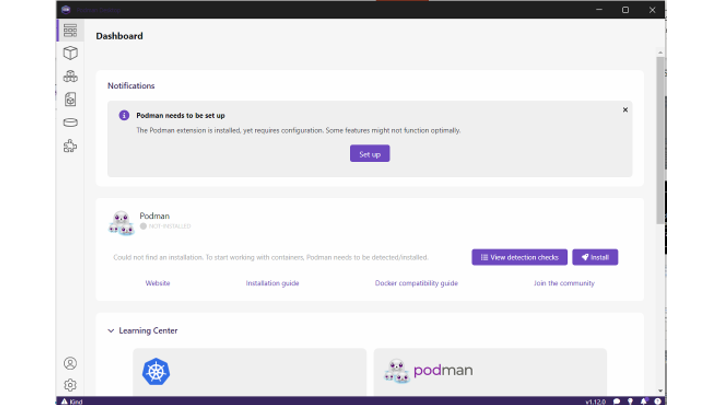 Dashboard
Notifications
Podman needs to be set up
The Podman extension is installed, yet requires configuration. Some features might not function optimally.
Set up
Podman
NOT INSTALLED
Could not find an installation. To start working with containers, Podman needs to be detected/installed.
View detection checks
Install
Website
Installation guide
Docker compatibility guide
Join the community
Learning Center
podman
Kind
v1.12.0